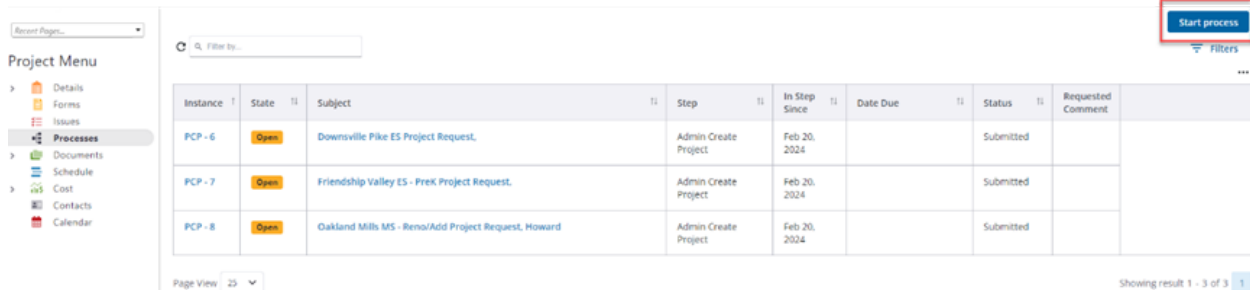 Start process
Recent Pages...
Filter by...
Filters
Project Menu
Details
Forms
Issues
Processes
Documents
Schedule
Cost
Contacts
Calendar
Instance State Subject Step In Step Since Date Due Status Requested Comment
PCP - 6 Open Downsville Pike ES Project Request, Admin Create Project Feb 20, 2024 Submitted
PCP - 7 Open Friendship Valley ES - PreK Project Request, Admin Create Project Feb 20, 2024 Submitted
PCP - 8 Open Oakland Mills MS - Reno/Add Project Request, Howard Admin Create Project Feb 20, 2024 Submitted
Page View 25
Showing result 1 - 3 of 3 1